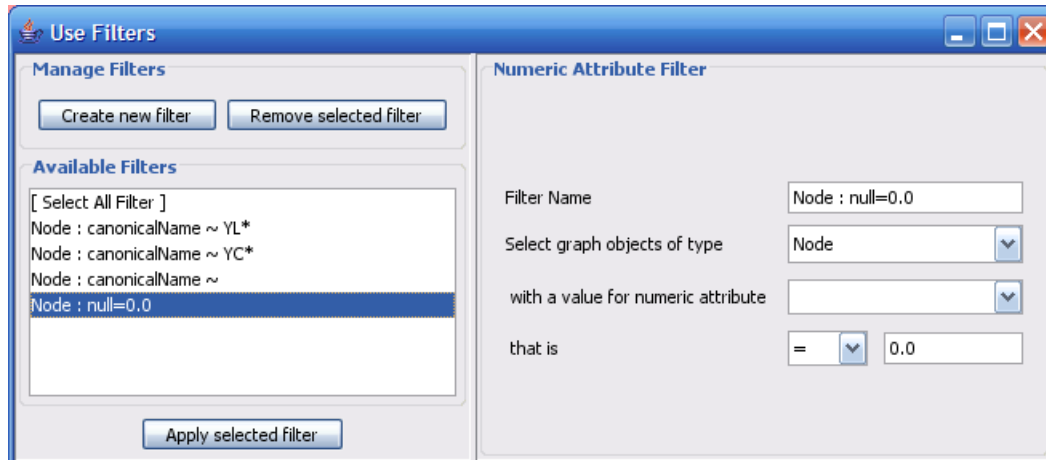 Use Filters
Manage Filters
Create new filter
Remove selected filter
Available Filters
[ Select All Filter ]
Node : canonicalName ~ YL*
Node : canonicalName ~ YC*
Node : canonicalName ~
Node : null=0.0
Apply selected filter
Numeric Attribute Filter
Filter Name Node : null=0.0
Select graph objects of type Node
with a value for numeric attribute
that is = 0.0